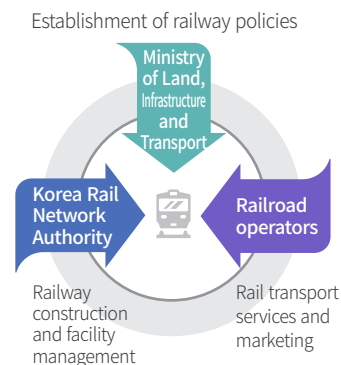 Establishment of railway policies
Ministry
of Land,
Infrastructure
and
Transport
Korea Rail
Network
Authority
Railroad
operators
Railway
construction
and facility
management
Rail transport
services and
marketing